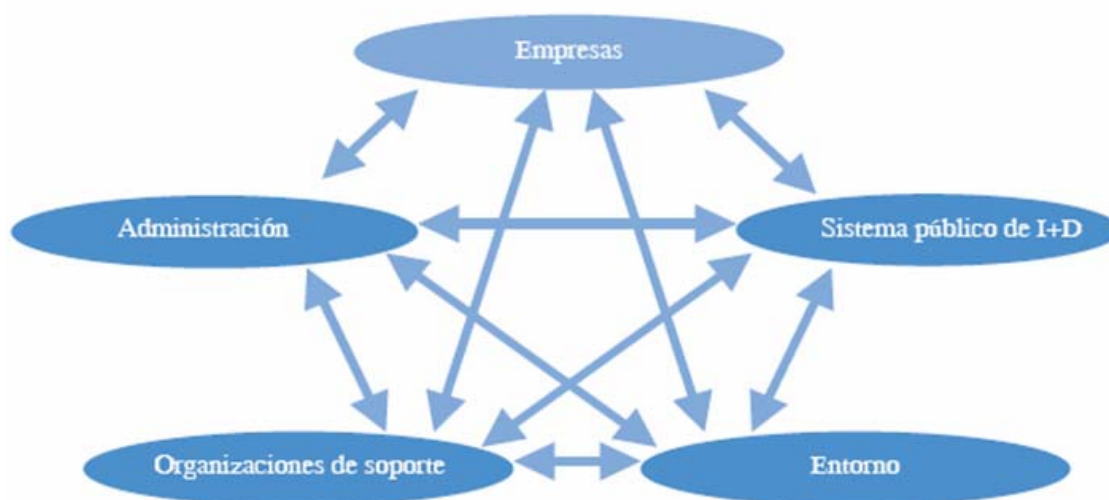 Empresas
Administración
Sistema público de I+D
Organizaciones de soporte
Entorno